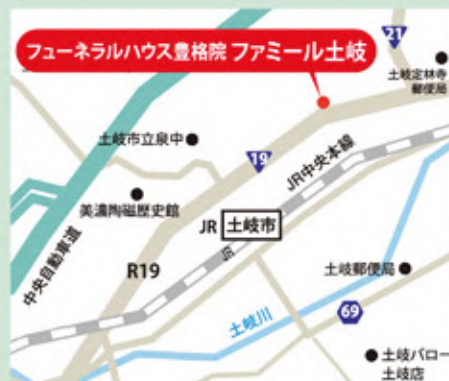 21
フューネラルハウス豊格院 ファミール土岐
土岐定林寺
郵便局
土岐市立泉中
19
JR中央本線
美濃陶磁歴史館
中央自動車道
JR 土岐市
R19
土岐郵便局
土岐川
69
土岐バロー
土岐店